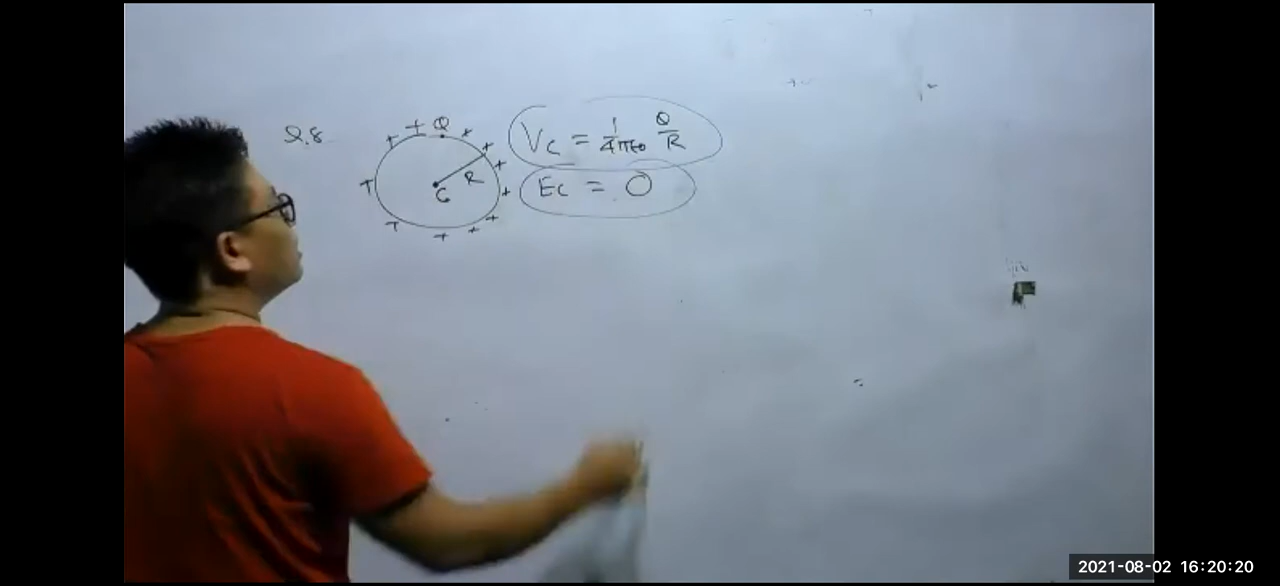 Q.8
+ + Q + + + + + + + + + +
C R
Vc = 1/4πε₀ Q/R
Ec = 0
2021-08-02 16:20:20